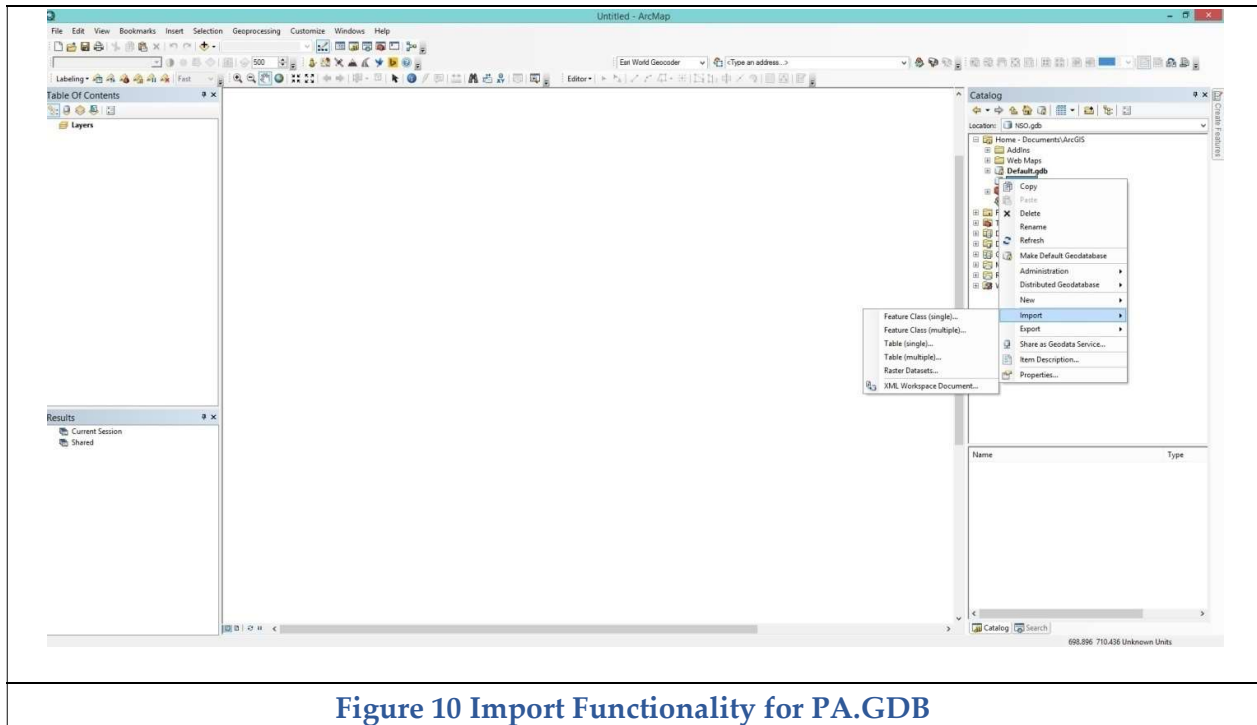 Untitled - ArcMap
File Edit View Bookmarks Insert Selection Geoprocessing Customize Windows Help
500 Esri World Geocoder <Type an address...>
Labeling Fast Editor
Table Of Contents
Layers
Catalog
Location: NSO.gdb
Home - Documents\ArcGIS
AddIns
Web Maps
Default.gdb
Create Features
Copy
Paste
Delete
Rename
Refresh
Make Default Geodatabase
Administration
Distributed Geodatabase
New
Import
Export
Share as Geodata Service...
Item Description...
Properties...
Feature Class (single)...
Feature Class (multiple)...
Table (single)...
Table (multiple)...
Raster Datasets...
XML Workspace Document...
Results
Current Session
Shared
Name Type
Catalog Search
698.896 710.436 Unknown Units
Figure 10 Import Functionality for PA.GDB